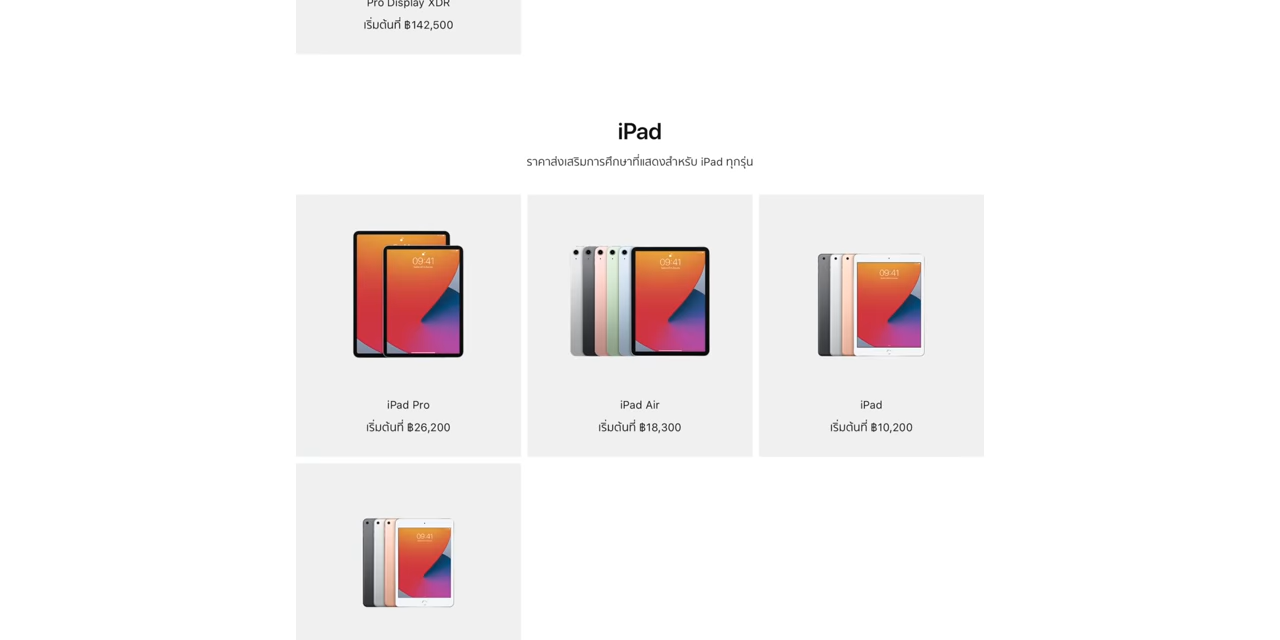 Pro Display XDR
เริ่มต้นที่ ฿142,500
iPad
ราคาส่งเสริมการศึกษาที่แสดงสำหรับ iPad ทุกรุ่น
09:41
09:41
09:41
iPad Pro
เริ่มต้นที่ ฿26,200
iPad Air
เริ่มต้นที่ ฿18,300
iPad
เริ่มต้นที่ ฿10,200
09:41